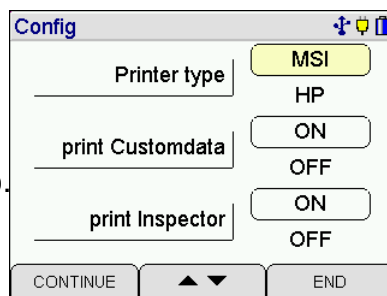 Config
Printer type
MSI
HP
print Customdata
ON
OFF
print Inspector
ON
OFF
CONTINUE ▲ ▼ END